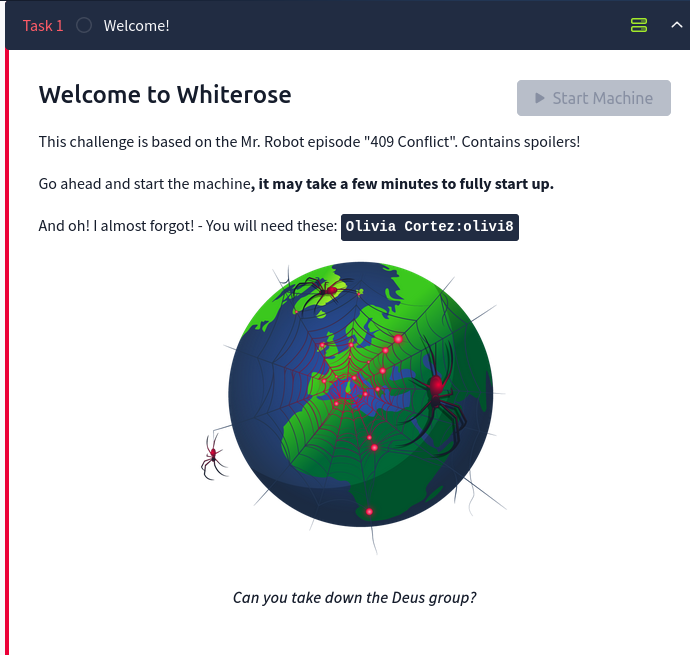 Task 1 Welcome!
Welcome to Whiterose
Start Machine
This challenge is based on the Mr. Robot episode "409 Conflict". Contains spoilers!
Go ahead and start the machine, it may take a few minutes to fully start up.
And oh! I almost forgot! - You will need these: Olivia Cortez:olivi8
Can you take down the Deus group?